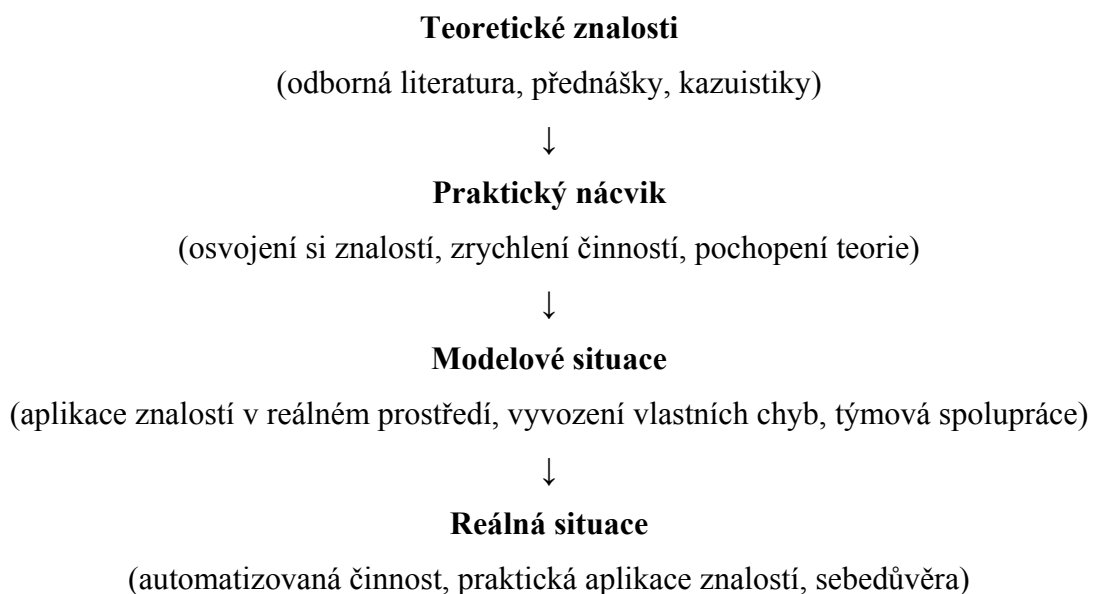 Teoretické znalosti
(odborná literatura, přednášky, kazuistiky)
↓
Praktický nácvik
(osvojení si znalostí, zrychlení činností, pochopení teorie)
↓
Modelové situace
(aplikace znalostí v reálném prostředí, vyvození vlastních chyb, týmová spolupráce)
↓
Reálná situace
(automatizovaná činnost, praktická aplikace znalostí, sebedůvěra)